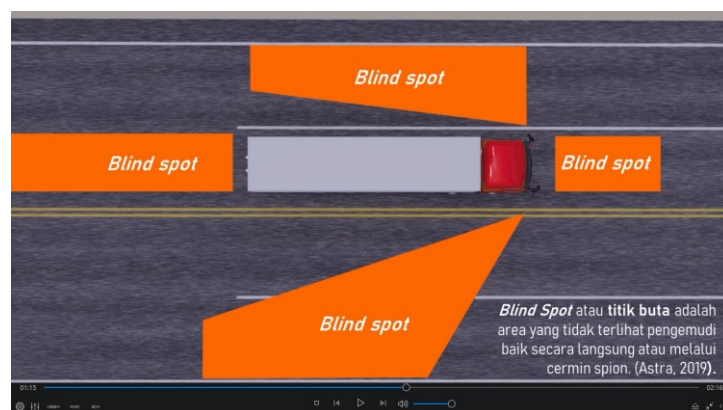 Blind spot
Blind spot
Blind spot
Blind spot
Blind Spot atau titik buta adalah
area yang tidak terlihat pengemudi
baik secara langsung atau melalui
cermin spion. (Astra, 2019).
01:15
02:16